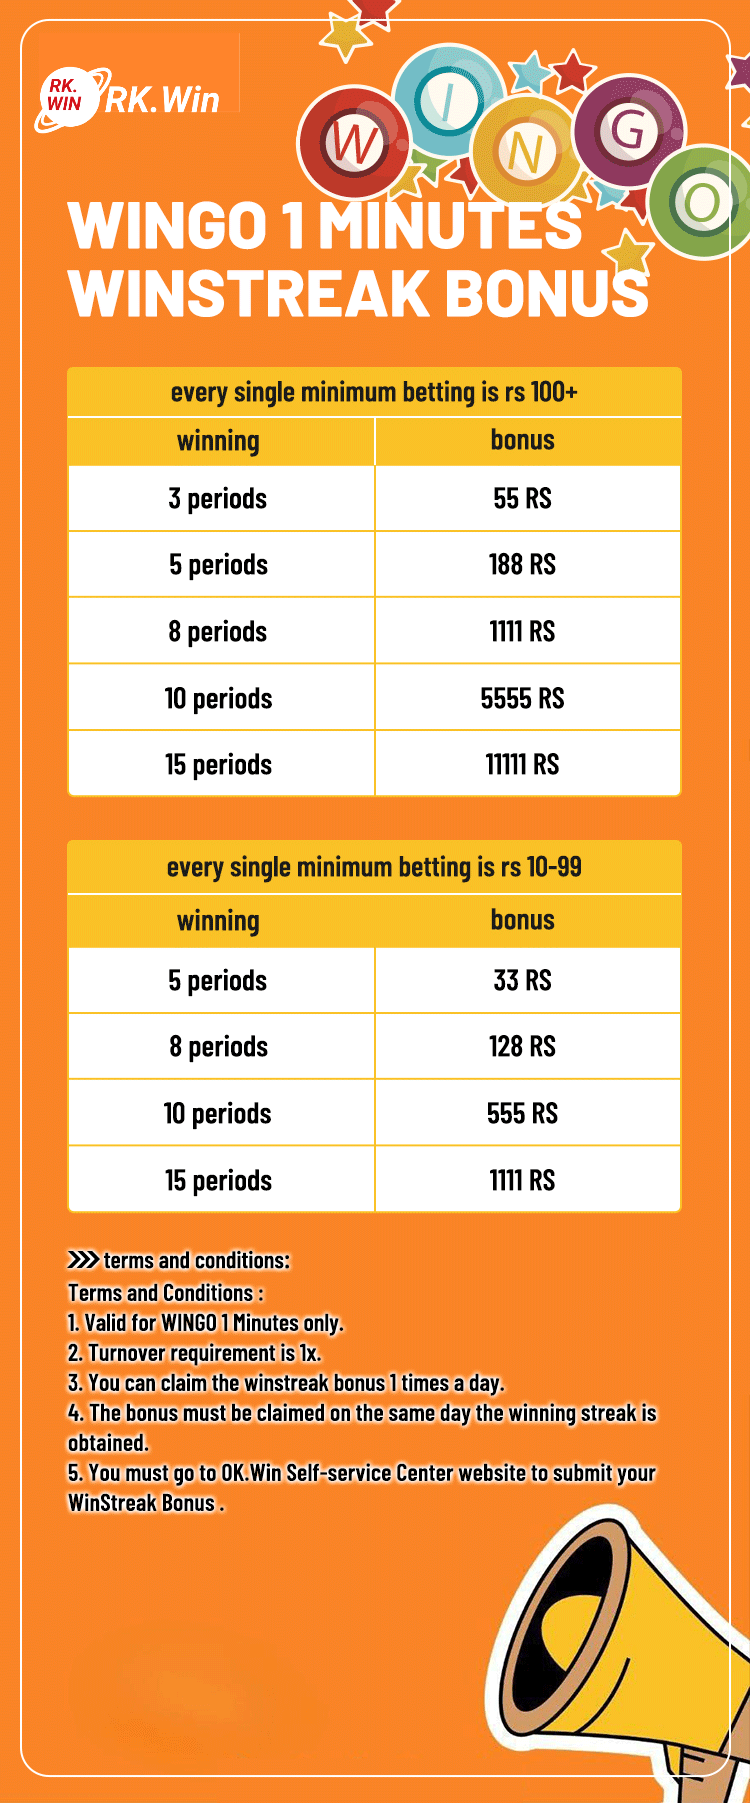 RK.
WIN
RK.Win
W I N G O
WINGO 1 MINUTES
WINSTREAK BONUS
every single minimum betting is rs 100+
winning bonus
3 periods 55 RS
5 periods 188 RS
8 periods 1111 RS
10 periods 5555 RS
15 periods 11111 RS
every single minimum betting is rs 10-99
winning bonus
5 periods 33 RS
8 periods 128 RS
10 periods 555 RS
15 periods 1111 RS
terms and conditions:
Terms and Conditions :
1. Valid for WINGO 1 Minutes only.
2. Turnover requirement is 1x.
3. You can claim the winstreak bonus 1 times a day.
4. The bonus must be claimed on the same day the winning streak is
obtained.
5. You must go to OK.Win Self-service Center website to submit your
WinStreak Bonus .